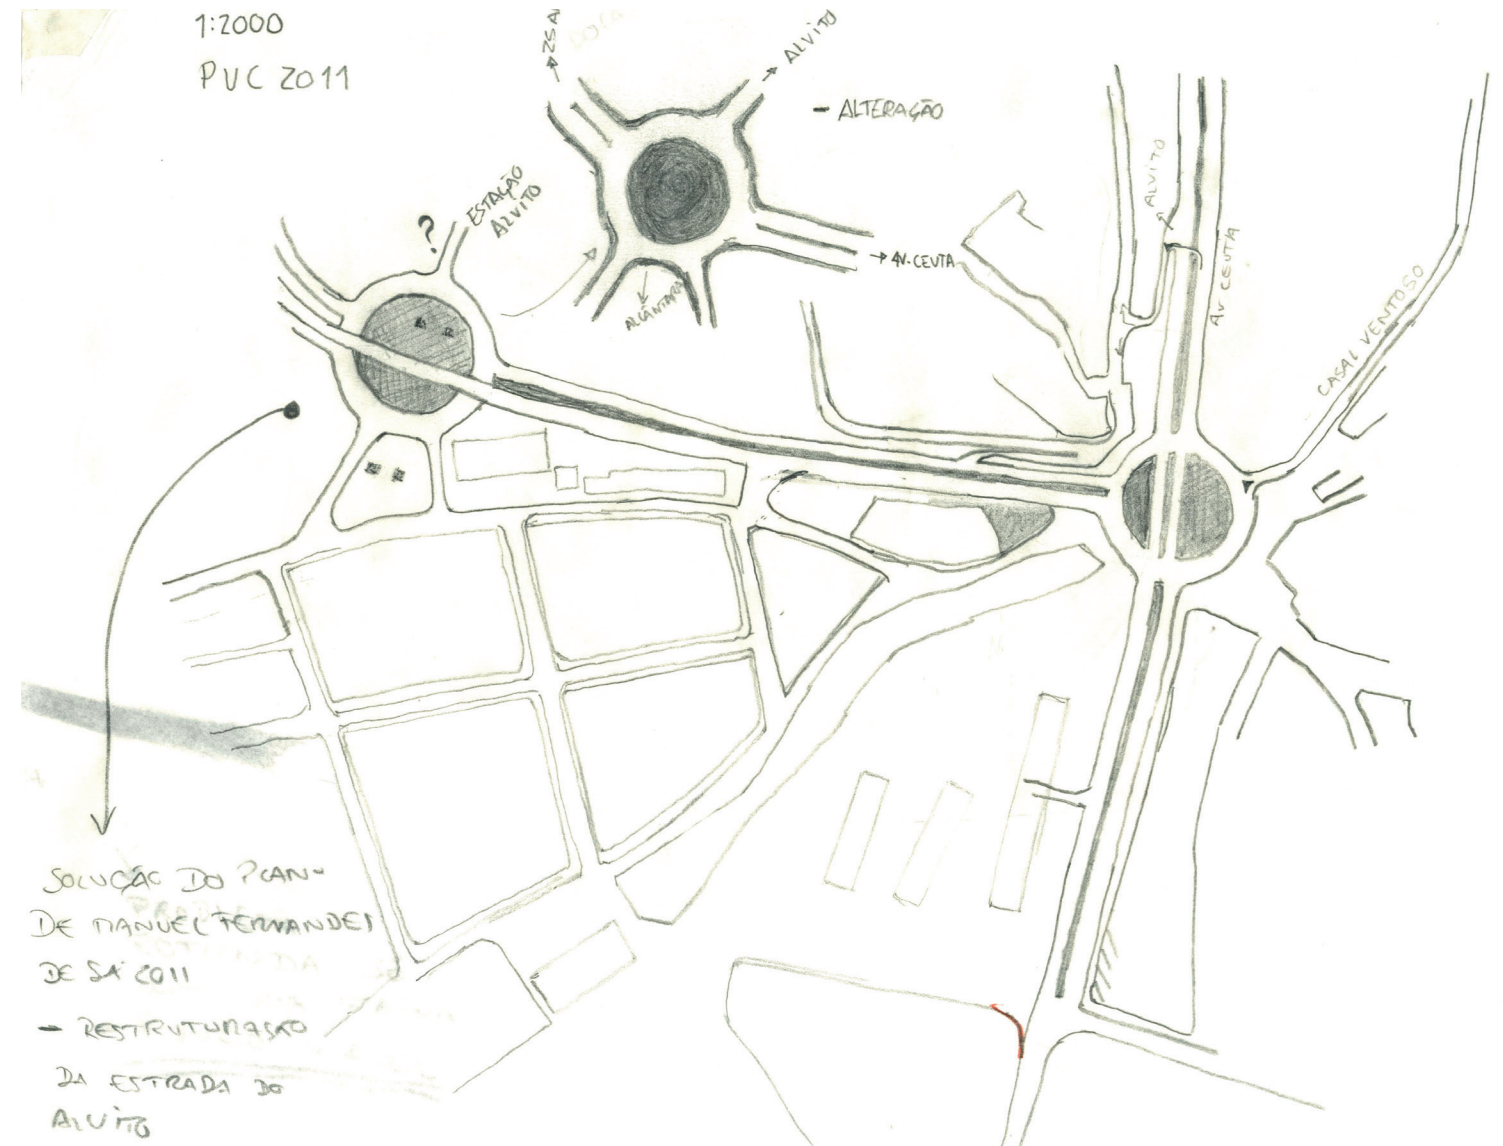 1:2000
PUC 2011
ALVITO
- ALTERAÇÃO
?
ESTAÇÃO
ALVITO
→ AV. CEUTA
ALCÂNTARA
ALVITO
AV CEUTA
CASAL VENTOSO
SOLUÇÃO DO PLANO
DE MANUEL FERNANDES
DE SÁ 2011
- RESTRUTURAÇÃO
DA ESTRADA DO
ALVITO